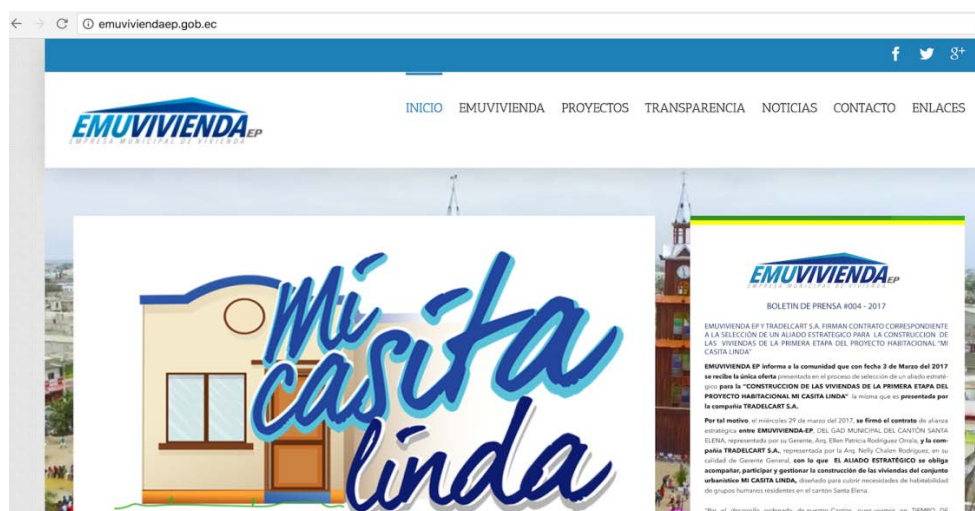 emuviviendaep.gob.ec
f
g+
EMUVIVIENDA EP
EMPRESA MUNICIPAL DE VIVIENDA
INICIO EMUVIVIENDA PROYECTOS TRANSPARENCIA NOTICIAS CONTACTO ENLACES
Mi
casita
linda
EMUVIVIENDA EP
EMPRESA MUNICIPAL DE VIVIENDA
BOLETIN DE PRENSA #004 - 2017
EMUVIVIENDA EP Y TRADELCART S.A. FIRMAN CONTRATO CORRESPONDIENTE
A LA SELECCIÓN DE UN ALIADO ESTRATEGICO PARA LA CONSTRUCCION DE
LAS VIVIENDAS DE LA PRIMERA ETAPA DEL PROYECTO HABITACIONAL "MI
CASITA LINDA"
EMUVIVIENDA EP informa a la comunidad que con fecha 3 de Marzo del 2017
se recibe la única oferta presentada en el proceso de selección de un aliado estraté-
gico para la "CONSTRUCCION DE LAS VIVIENDAS DE LA PRIMERA ETAPA DEL
PROYECTO HABITACIONAL MI CASITA LINDA" la misma que es presentada por
la compañia TRADELCART S.A.
Por tal motivo, el miércoles 29 de marzo del 2017, se firmó el contrato de alianza
estratégica entre EMUVIVIENDA-EP, DEL GAD MUNICIPAL DEL CANTÓN SANTA
ELENA, representada por su Gerente, Arq. Ellen Patricia Rodríguez Orrala, y la com-
pañia TRADELCART S.A., representada por la Arq. Nelly Chalen Rodríguez, en su
calidad de Gerente General, con lo que EL ALIADO ESTRATÉGICO se obliga
acompañar, participar y gestionar la construcción de las viviendas del conjunto
urbanístico MI CASITA LINDA, diseñado para cubrir necesidades de habitabilidad
de grupos humanos residentes en el cantón Santa Elena.